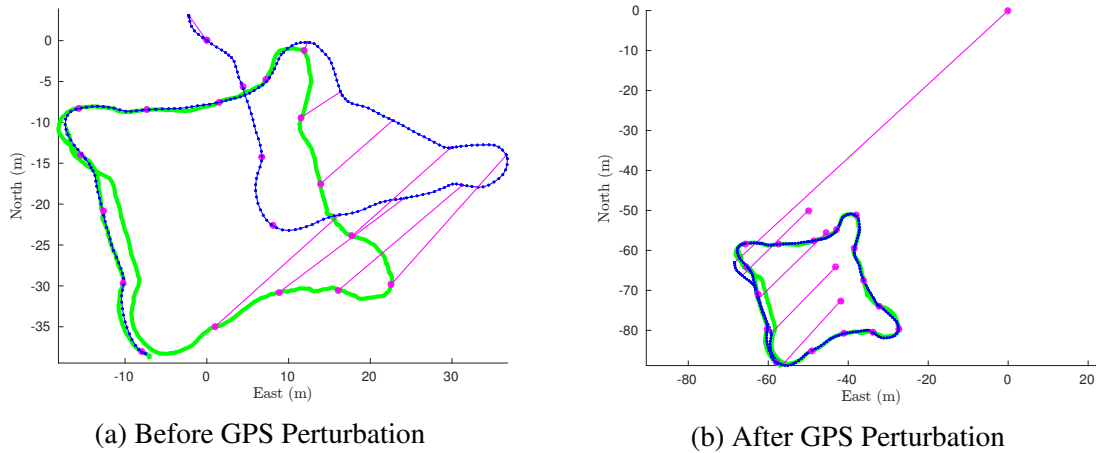 0
-5
-10
-15
-20
-25
-30
-35
North (m)
-10 0 10 20 30
East (m)
(a) Before GPS Perturbation
0
-10
-20
-30
-40
-50
-60
-70
-80
North (m)
-80 -60 -40 -20 0 20
East (m)
(b) After GPS Perturbation